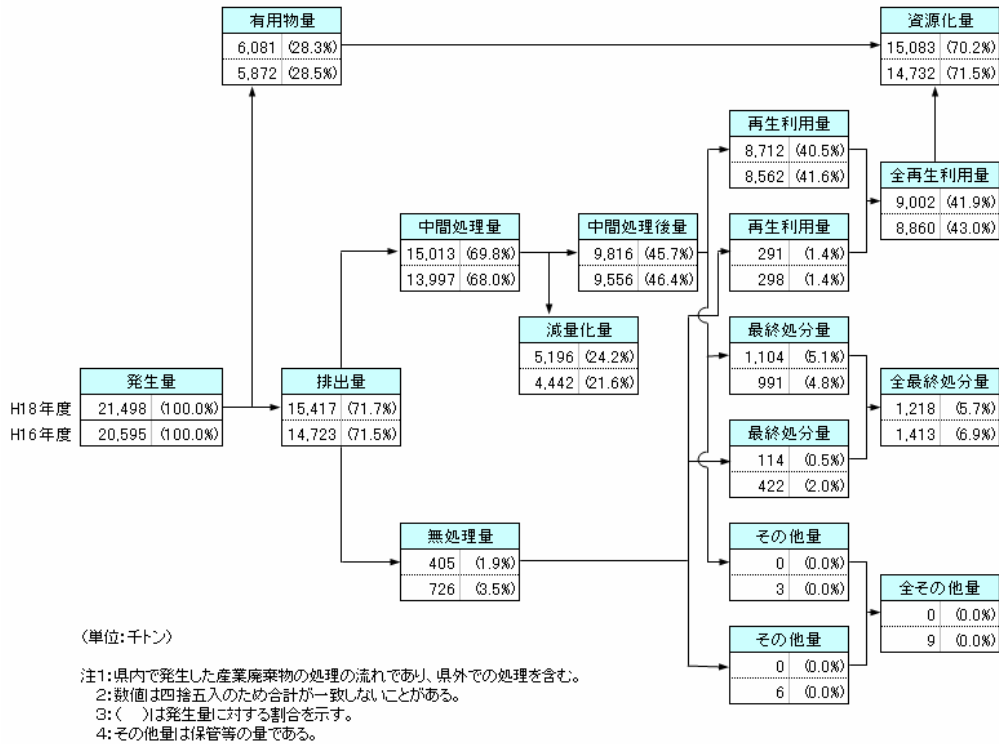 有用物量
6,081 (28.3%)
5,872 (28.5%)
資源化量
15,083 (70.2%)
14,732 (71.5%)
再生利用量
8,712 (40.5%)
8,562 (41.6%)
全再生利用量
9,002 (41.9%)
8,860 (43.0%)
中間処理量
15,013 (69.8%)
13,997 (68.0%)
中間処理後量
9,816 (45.7%)
9,556 (46.4%)
再生利用量
291 (1.4%)
298 (1.4%)
減量化量
5,196 (24.2%)
4,442 (21.6%)
最終処分量
1,104 (5.1%)
991 (4.8%)
発生量
H18年度 21,498 (100.0%)
H16年度 20,595 (100.0%)
排出量
15,417 (71.7%)
14,723 (71.5%)
全最終処分量
1,218 (5.7%)
1,413 (6.9%)
最終処分量
114 (0.5%)
422 (2.0%)
無処理量
405 (1.9%)
726 (3.5%)
その他量
0 (0.0%)
3 (0.0%)
全その他量
0 (0.0%)
9 (0.0%)
その他量
0 (0.0%)
6 (0.0%)
(単位:千トン)
注1:県内で発生した産業廃棄物の処理の流れであり、県外での処理を含む。
2:数値は四捨五入のため合計が一致しないことがある。
3:( )は発生量に対する割合を示す。
4:その他量は保管等の量である。